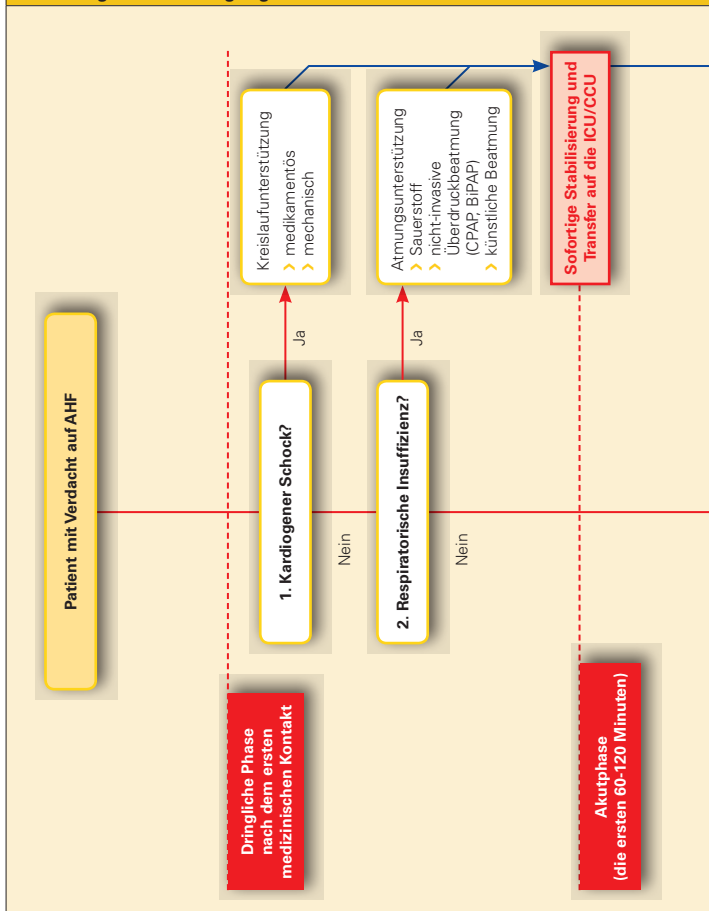 Patient mit Verdacht auf AHF
Dringliche Phase
nach dem ersten
medizinischen Kontakt
1. Kardiogener Schock?
Ja
Nein
Kreislaufunterstützung
› medikamentös
› mechanisch
2. Respiratorische Insuffizienz?
Ja
Nein
Atmungsunterstützung
› Sauerstoff
› nicht-invasive
Überdruckbeatmung
(CPAP, BiPAP)
› künstliche Beatmung
Akutphase
(die ersten 60-120 Minuten)
Sofortige Stabilisierung und
Transfer auf die ICU/CCU